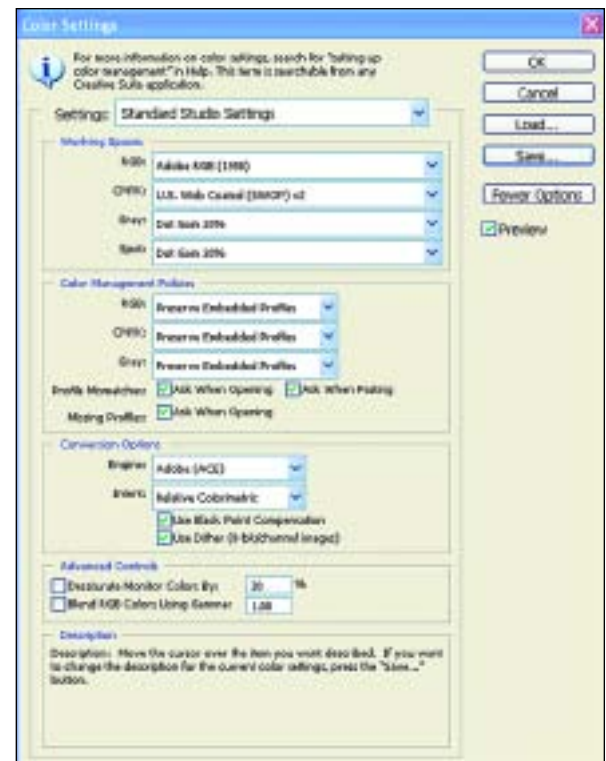 Color Settings
For more information on color settings, search for "setting up
color management" in Help. This term is searchable from any
Creative Suite application.
OK
Cancel
Load...
Save...
Fewer Options
Preview
Settings: Standard Studio Settings
Working Spaces
RGB: Adobe RGB (1998)
CMYK: U.S. Web Coated (SWOP) v2
Gray: Dot Gain 20%
Spot: Dot Gain 20%
Color Management Policies
RGB: Preserve Embedded Profiles
CMYK: Preserve Embedded Profiles
Gray: Preserve Embedded Profiles
Profile Mismatches: Ask When Opening Ask When Pasting
Missing Profiles: Ask When Opening
Conversion Options
Engine: Adobe (ACE)
Intent: Relative Colorimetric
Use Black Point Compensation
Use Dither (8-bit/channel images)
Advanced Controls
Desaturate Monitor Colors By: 20 %
Blend RGB Colors Using Gamma: 1.00
Description
Description: Move the cursor over the item you want described. If you want
to change the description for the current color settings, press the "Save..."
button.